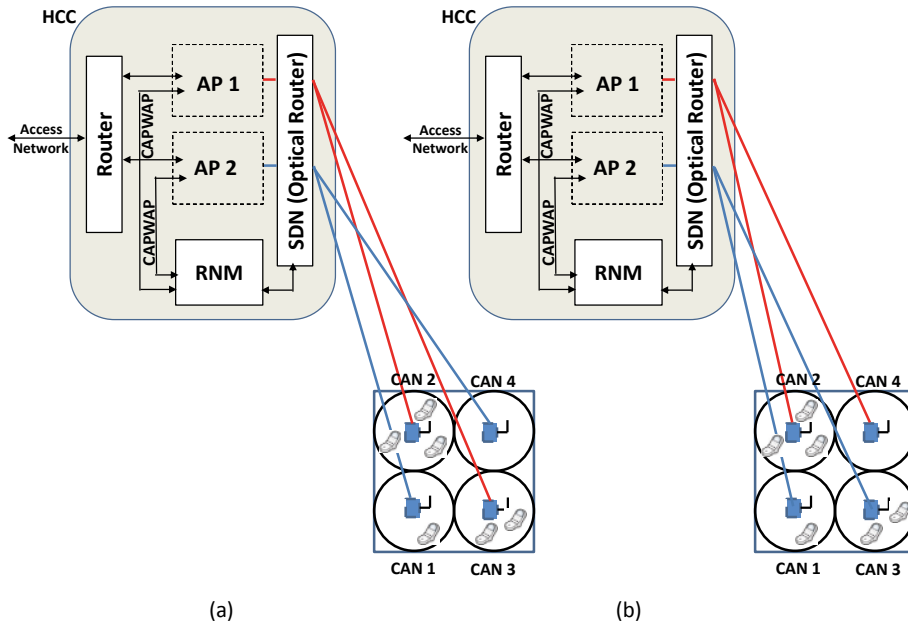 HCC
AP 1
AP 2
Router
Access
Network
CAPWAP
CAPWAP
RNM
SDN (Optical Router)
CAN 2
CAN 4
CAN 1
CAN 3
(a)
HCC
AP 1
AP 2
Router
Access
Network
CAPWAP
CAPWAP
RNM
SDN (Optical Router)
CAN 2
CAN 4
CAN 1
CAN 3
(b)